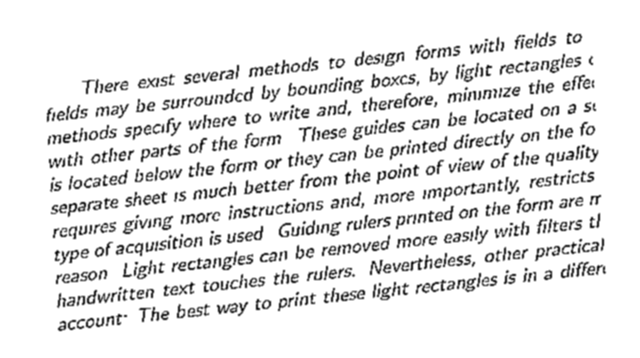 There exist several methods to design forms with fields to
fields may be surrounded by bounding boxes, by light rectangles
methods specify where to write and, therefore, minimize the
with other parts of the form These guides can be located on a
is located below the form or they can be printed directly on the
separate sheet is much better from the point of view of the quality
requires giving more instructions and, more importantly, restricts
type of acquisition is used Guiding rulers printed on the form are
reason Light rectangles can be removed more easily with filters
handwritten text touches the rulers. Nevertheless, other practical
account. The best way to print these light rectangles is in a